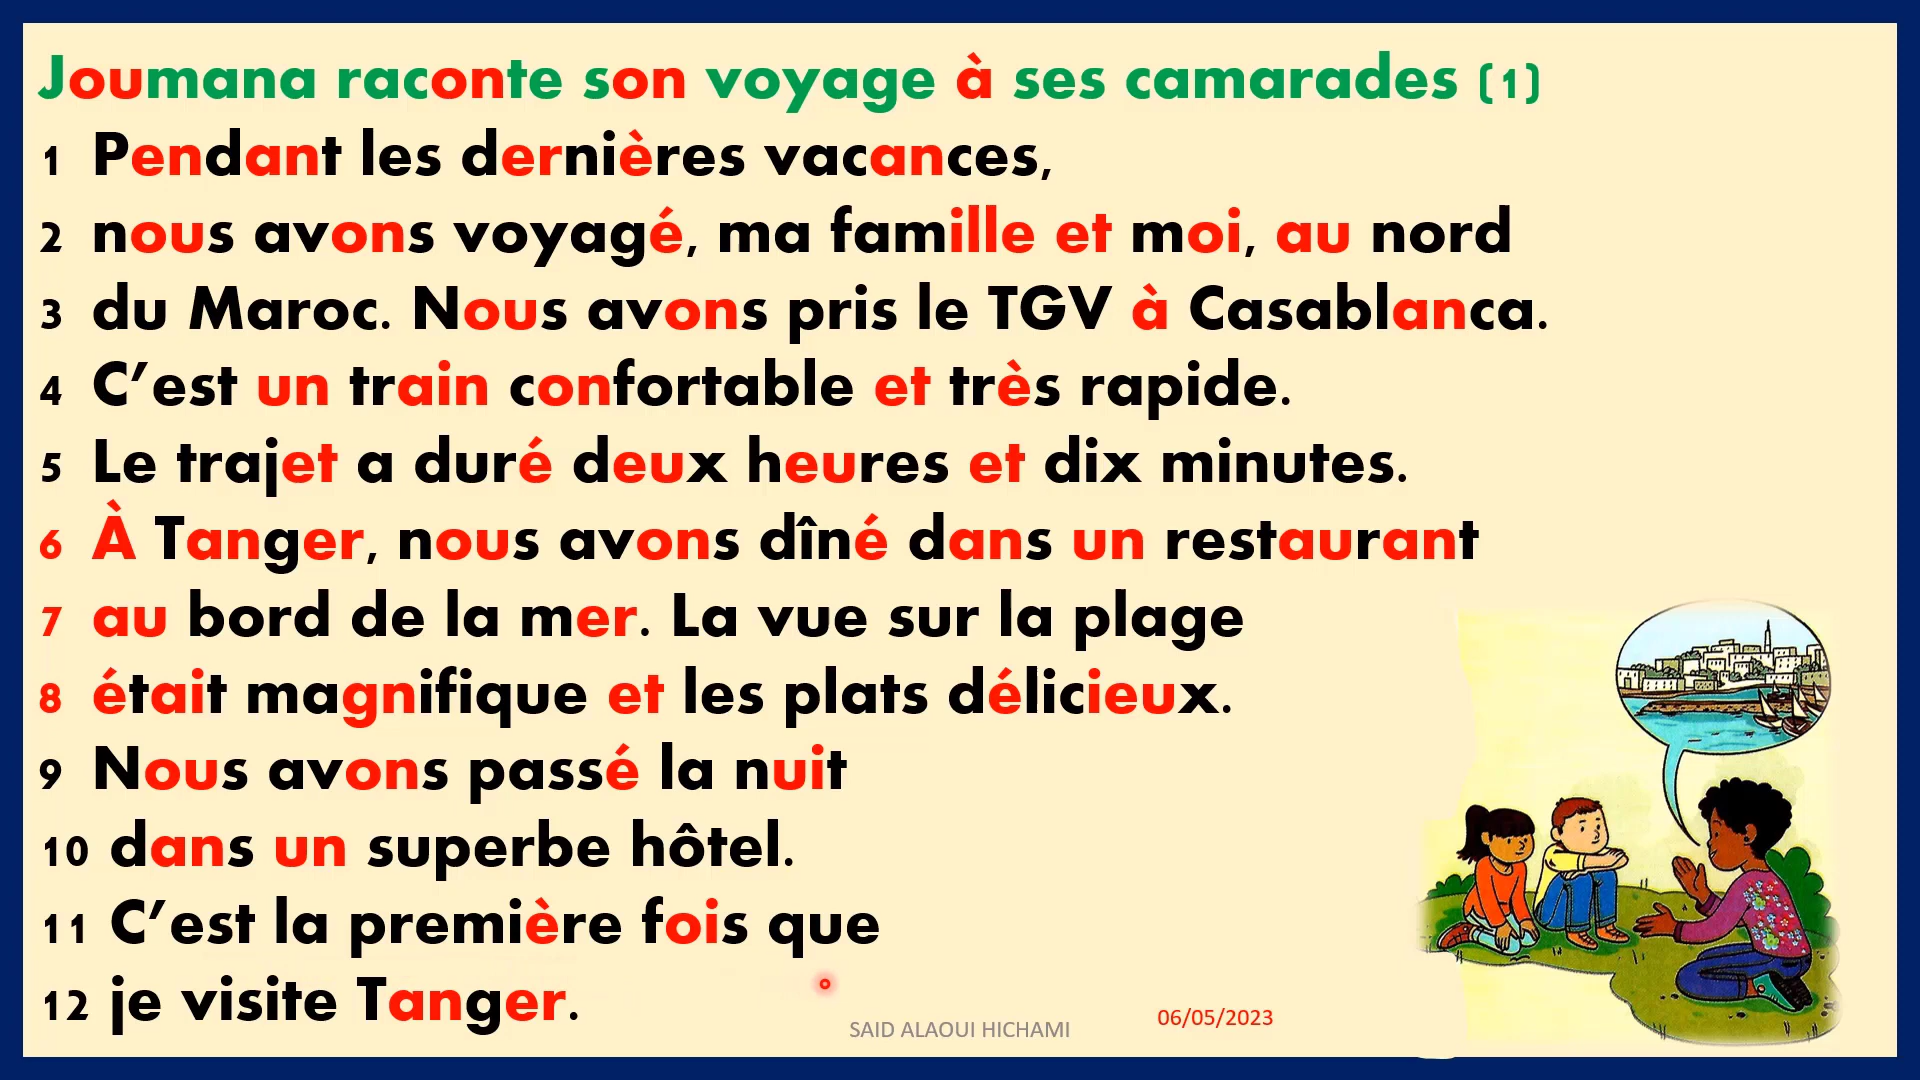 Joumana raconte son voyage à ses camarades (1)
1 Pendant les dernières vacances,
2 nous avons voyagé, ma famille et moi, au nord
3 du Maroc. Nous avons pris le TGV à Casablanca.
4 C’est un train confortable et très rapide.
5 Le trajet a duré deux heures et dix minutes.
6 À Tanger, nous avons dîné dans un restaurant
7 au bord de la mer. La vue sur la plage
8 était magnifique et les plats délicieux.
9 Nous avons passé la nuit
10 dans un superbe hôtel.
11 C’est la première fois que
12 je visite Tanger.
SAID ALAOUI HICHAMI
06/05/2023